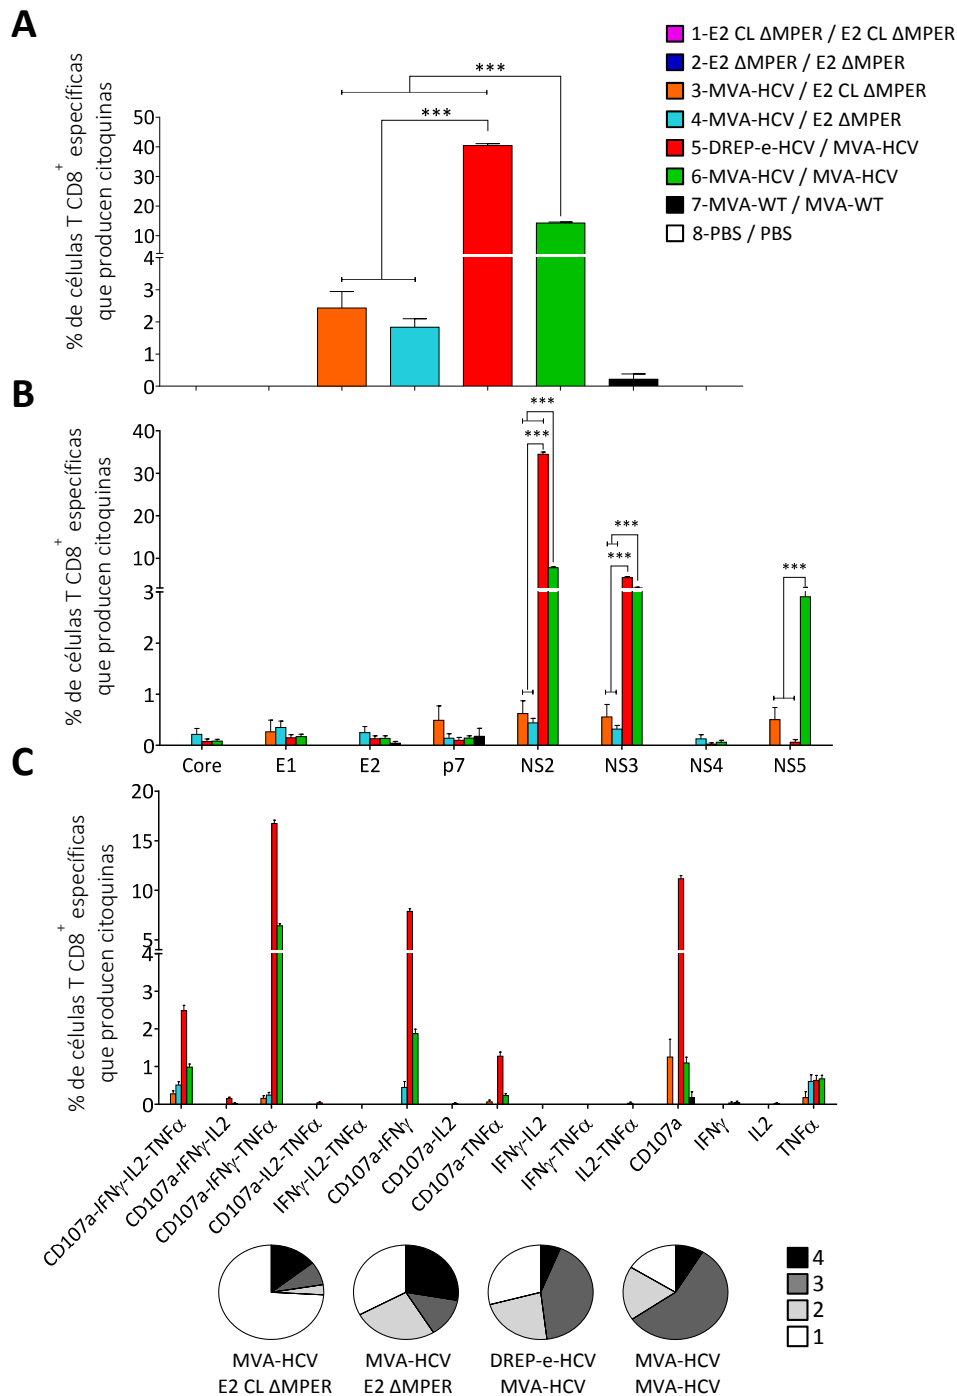 A
1-E2 CL ΔMPER / E2 CL ΔMPER
2-E2 ΔMPER / E2 ΔMPER
3-MVA-HCV / E2 CL ΔMPER
4-MVA-HCV / E2 ΔMPER
5-DREP-e-HCV / MVA-HCV
6-MVA-HCV / MVA-HCV
7-MVA-WT / MVA-WT
8-PBS / PBS
% de células T CD8+ específicas
que producen citoquinas
***
***
50
40
30
20
10
4
3
2
1
0
B
% de células T CD8+ específicas
que producen citoquinas
40
30
20
10
3
2
1
0
***
***
***
***
***
Core E1 E2 p7 NS2 NS3 NS4 NS5
C
% de células T CD8+ específicas
que producen citoquinas
20
15
10
5
4
3
2
1
0
CD107a-IFNγ-IL2-TNFα
CD107a-IFNγ-IL2
CD107a-IFNγ-TNFα
CD107a-IL2-TNFα
IFNγ-IL2-TNFα
CD107a-IFNγ
CD107a-IL2
CD107a-TNFα
IFNγ-IL2
IFNγ-TNFα
IL2-TNFα
CD107a
IFNγ
IL2
TNFα
4
3
2
1
MVA-HCV
E2 CL ΔMPER
MVA-HCV
E2 ΔMPER
DREP-e-HCV
MVA-HCV
MVA-HCV
MVA-HCV